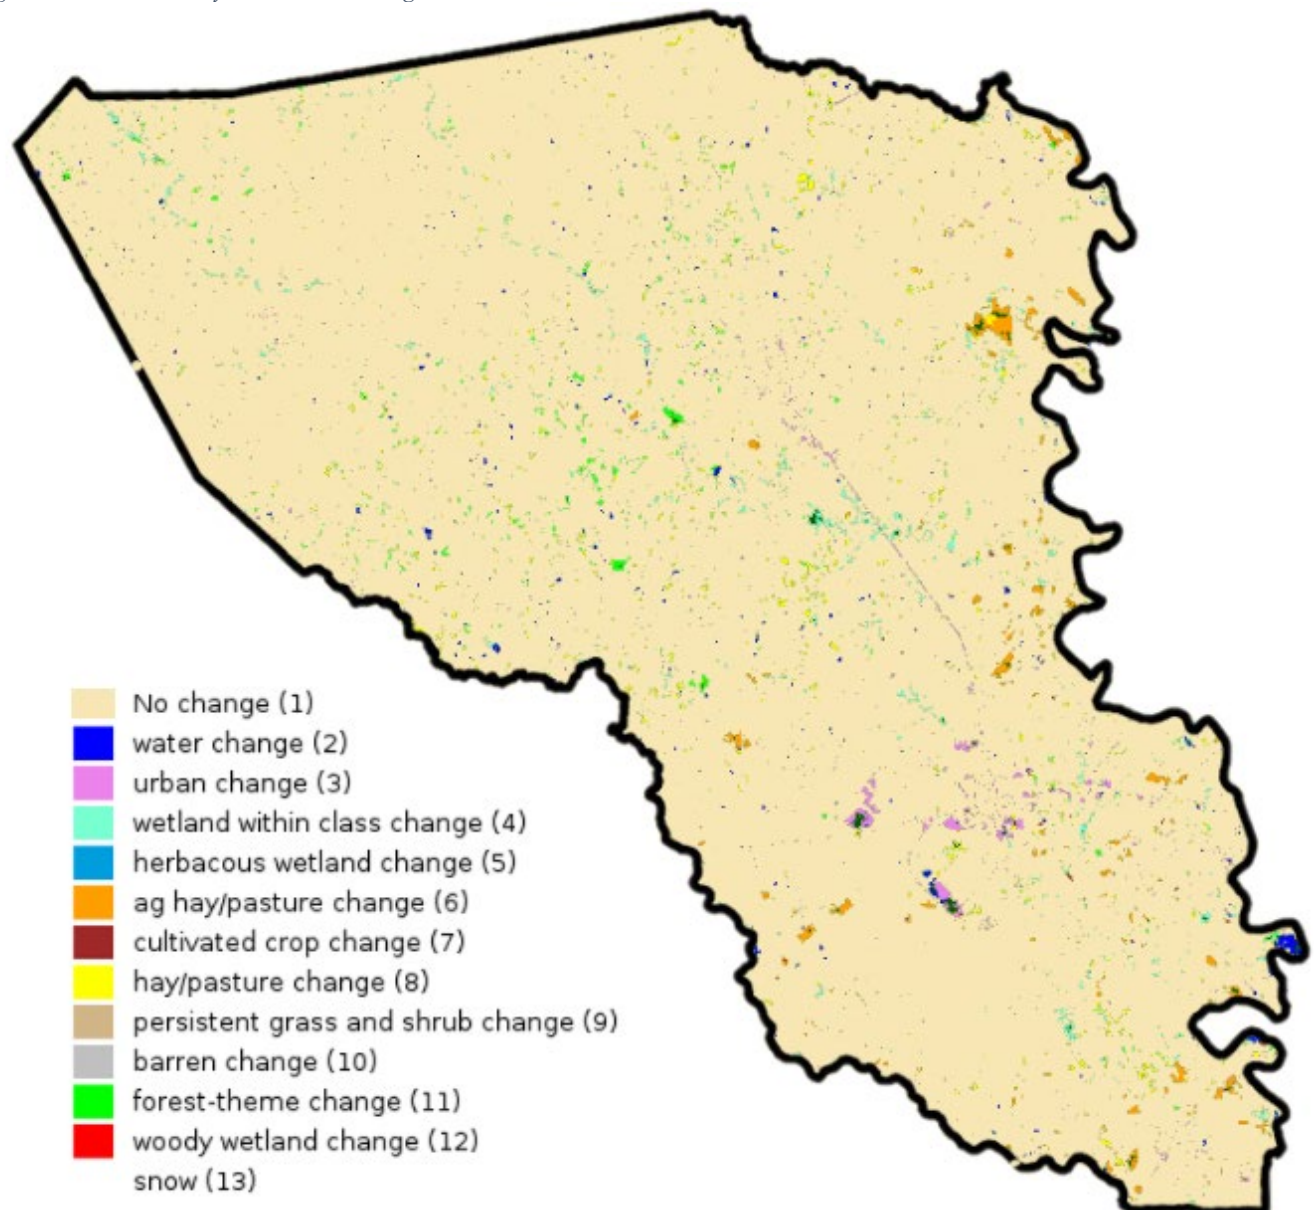 No change (1)
water change (2)
urban change (3)
wetland within class change (4)
herbacous wetland change (5)
ag hay/pasture change (6)
cultivated crop change (7)
hay/pasture change (8)
persistent grass and shrub change (9)
barren change (10)
forest-theme change (11)
woody wetland change (12)
snow (13)